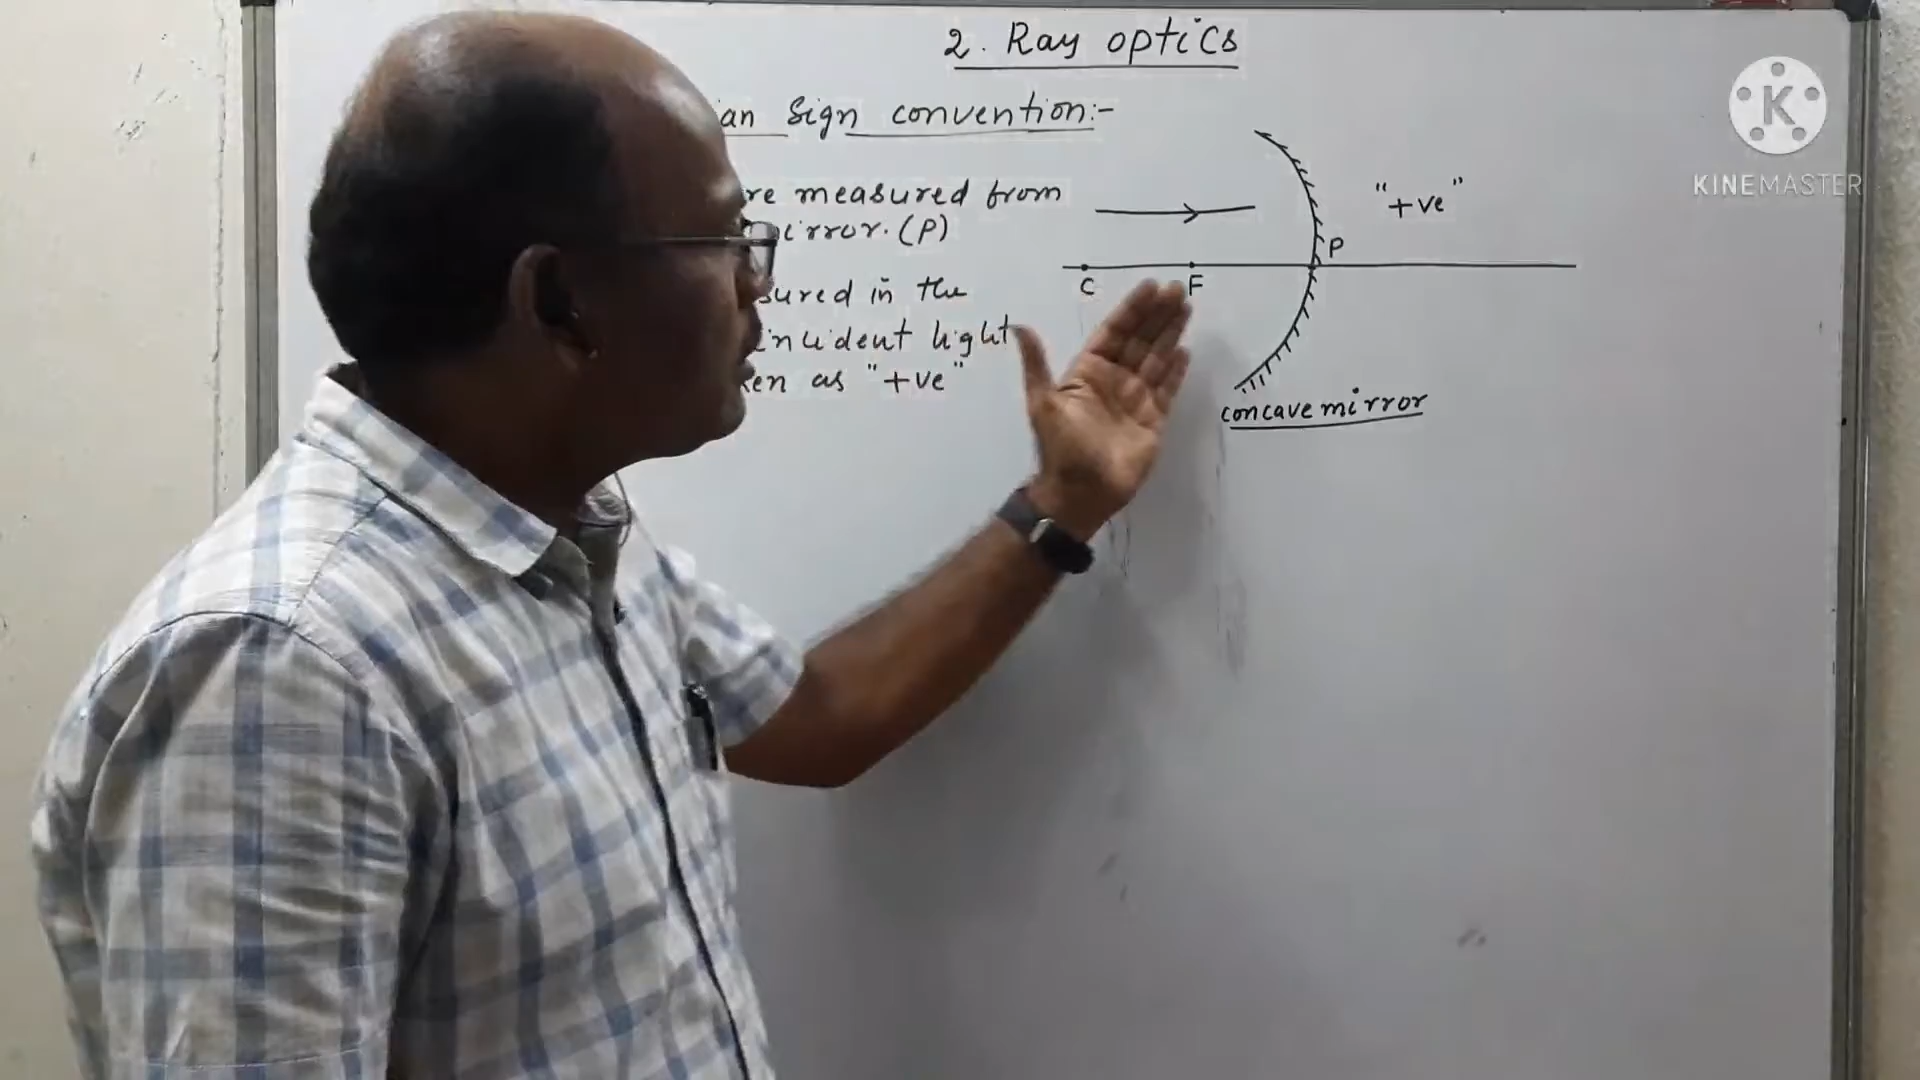 2. Ray optics
an Sign convention:-
re measured from
irror. (P)
sured in the
incident light
ken as "+ve"
"+ve"
P
C
F
concave mirror
K
KINEMASTER